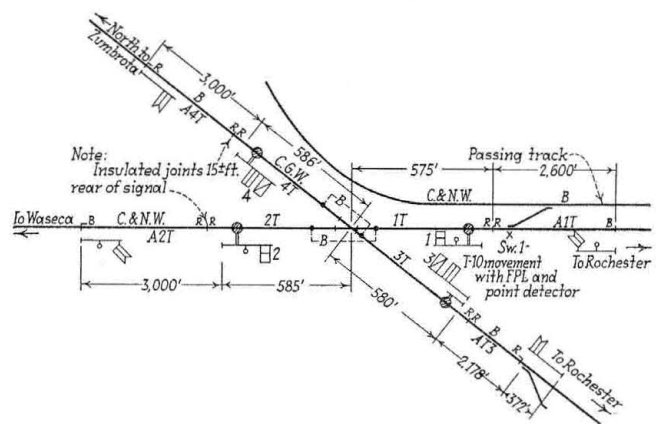 North to
Zumbrota
R
3,000'
B
A4T
R R
586'
C.G.W.
4T
4
Note:
Insulated joints 15±ft.
rear of signal
575'
2,600'
Passing track
C.&N.W.
B
To Waseca
B
C.&N.W.
R R
2T
B
B
1T
R R
A1T
B
A2T
2
1
3
Sw.1-
T-10 movement
with FPL and
point detector
To Rochester
3,000'
585'
580'
3T
R R
B
AT3
R
2,178'
372'
To Rochester